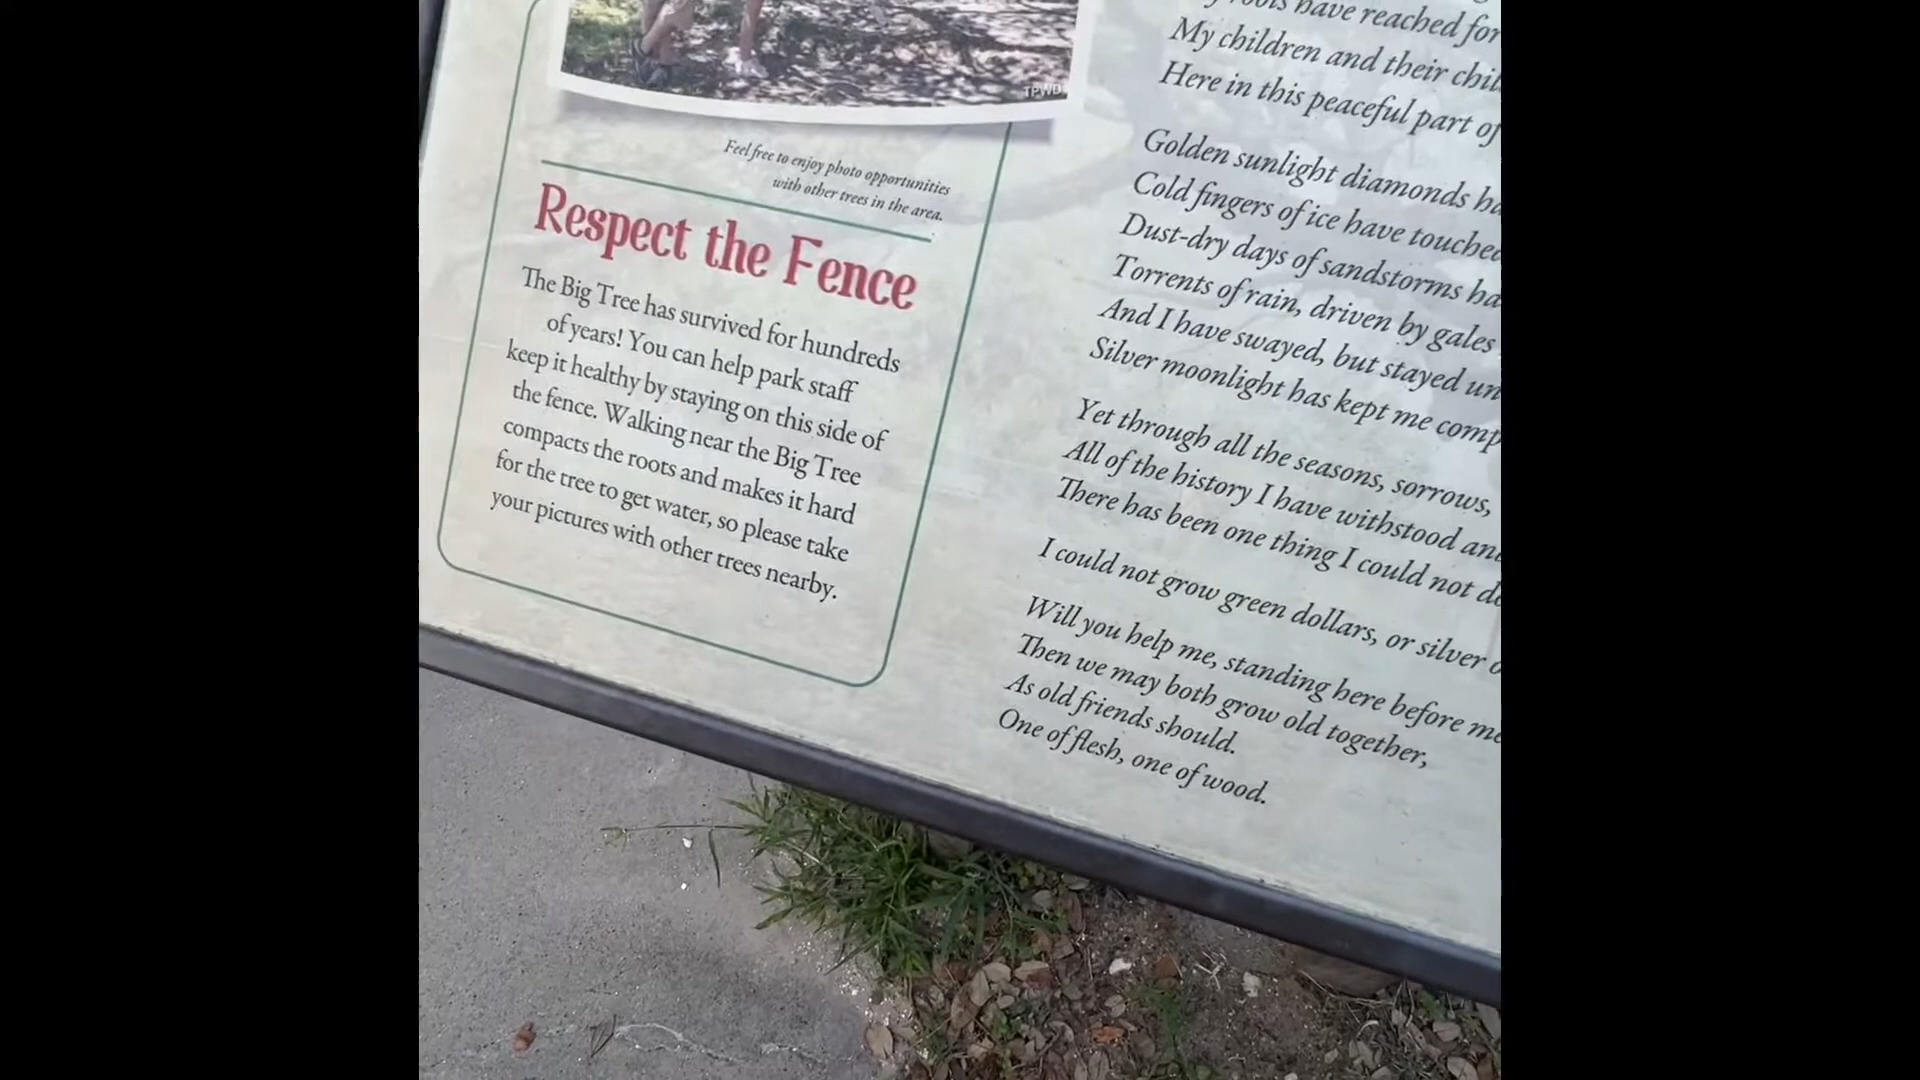 TPWD
Feel free to enjoy photo opportunities
with other trees in the area.
Respect the Fence
The Big Tree has survived for hundreds
of years! You can help park staff
keep it healthy by staying on this side of
the fence. Walking near the Big Tree
compacts the roots and makes it hard
for the tree to get water, so please take
your pictures with other trees nearby.
roots have reached for
My children and their
Here in this peaceful part of
Golden sunlight diamonds
Cold fingers of ice have touched
Dust-dry days of sandstorms
Torrents of rain, driven by gales
And I have swayed, but stayed
Silver moonlight has kept me
Yet through all the seasons, sorrows,
All of the history I have withstood
There has been one thing I could not
I could not grow green dollars, or silver
Will you help me, standing here before
Then we may both grow old together,
As old friends should.
One of flesh, one of wood.